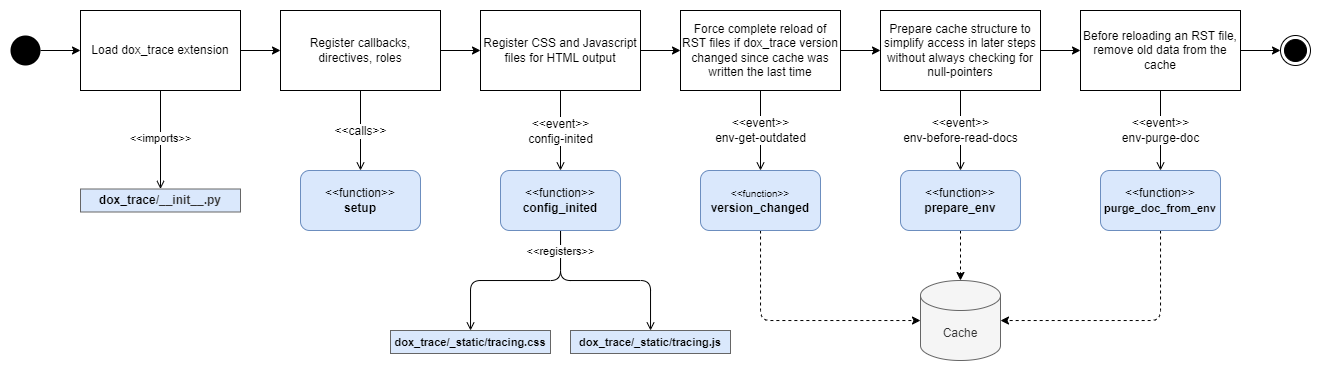 Load dox_trace extension
Register callbacks,
directives, roles
Register CSS and Javascript
files for HTML output
Force complete reload of
RST files if dox_trace version
changed since cache was
written the last time
Prepare cache structure to
simplify access in later steps
without always checking for
null-pointers
Before reloading an RST file,
remove old data from the
cache
<<imports>>
<<calls>>
<<event>>
config-inited
<<event>>
env-get-outdated
<<event>>
env-before-read-docs
<<event>>
env-purge-doc
dox_trace/__init__.py
<<function>>
setup
<<function>>
config_inited
<<function>>
version_changed
<<function>>
prepare_env
<<function>>
purge_doc_from_env
<<registers>>
dox_trace/_static/tracing.css
dox_trace/_static/tracing.js
Cache